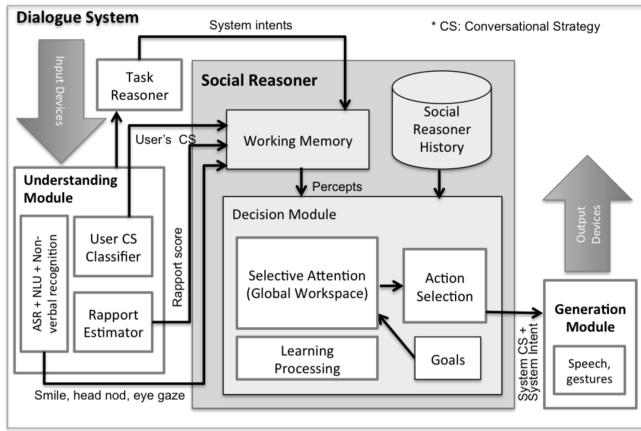 Dialogue System
System intents
* CS: Conversational Strategy
Input Devices
Task
Reasoner
Social Reasoner
User's CS
Working Memory
Social
Reasoner
History
Understanding
Module
Percepts
ASR + NLU + Non-
verbal recognition
User CS
Classifier
Rapport
Estimator
Rapport score
Decision Module
Selective Attention
(Global Workspace)
Action
Selection
Learning
Processing
Goals
Output
Devices
System CS +
System Intent
Generation
Module
Speech,
gestures
Smile, head nod, eye gaze